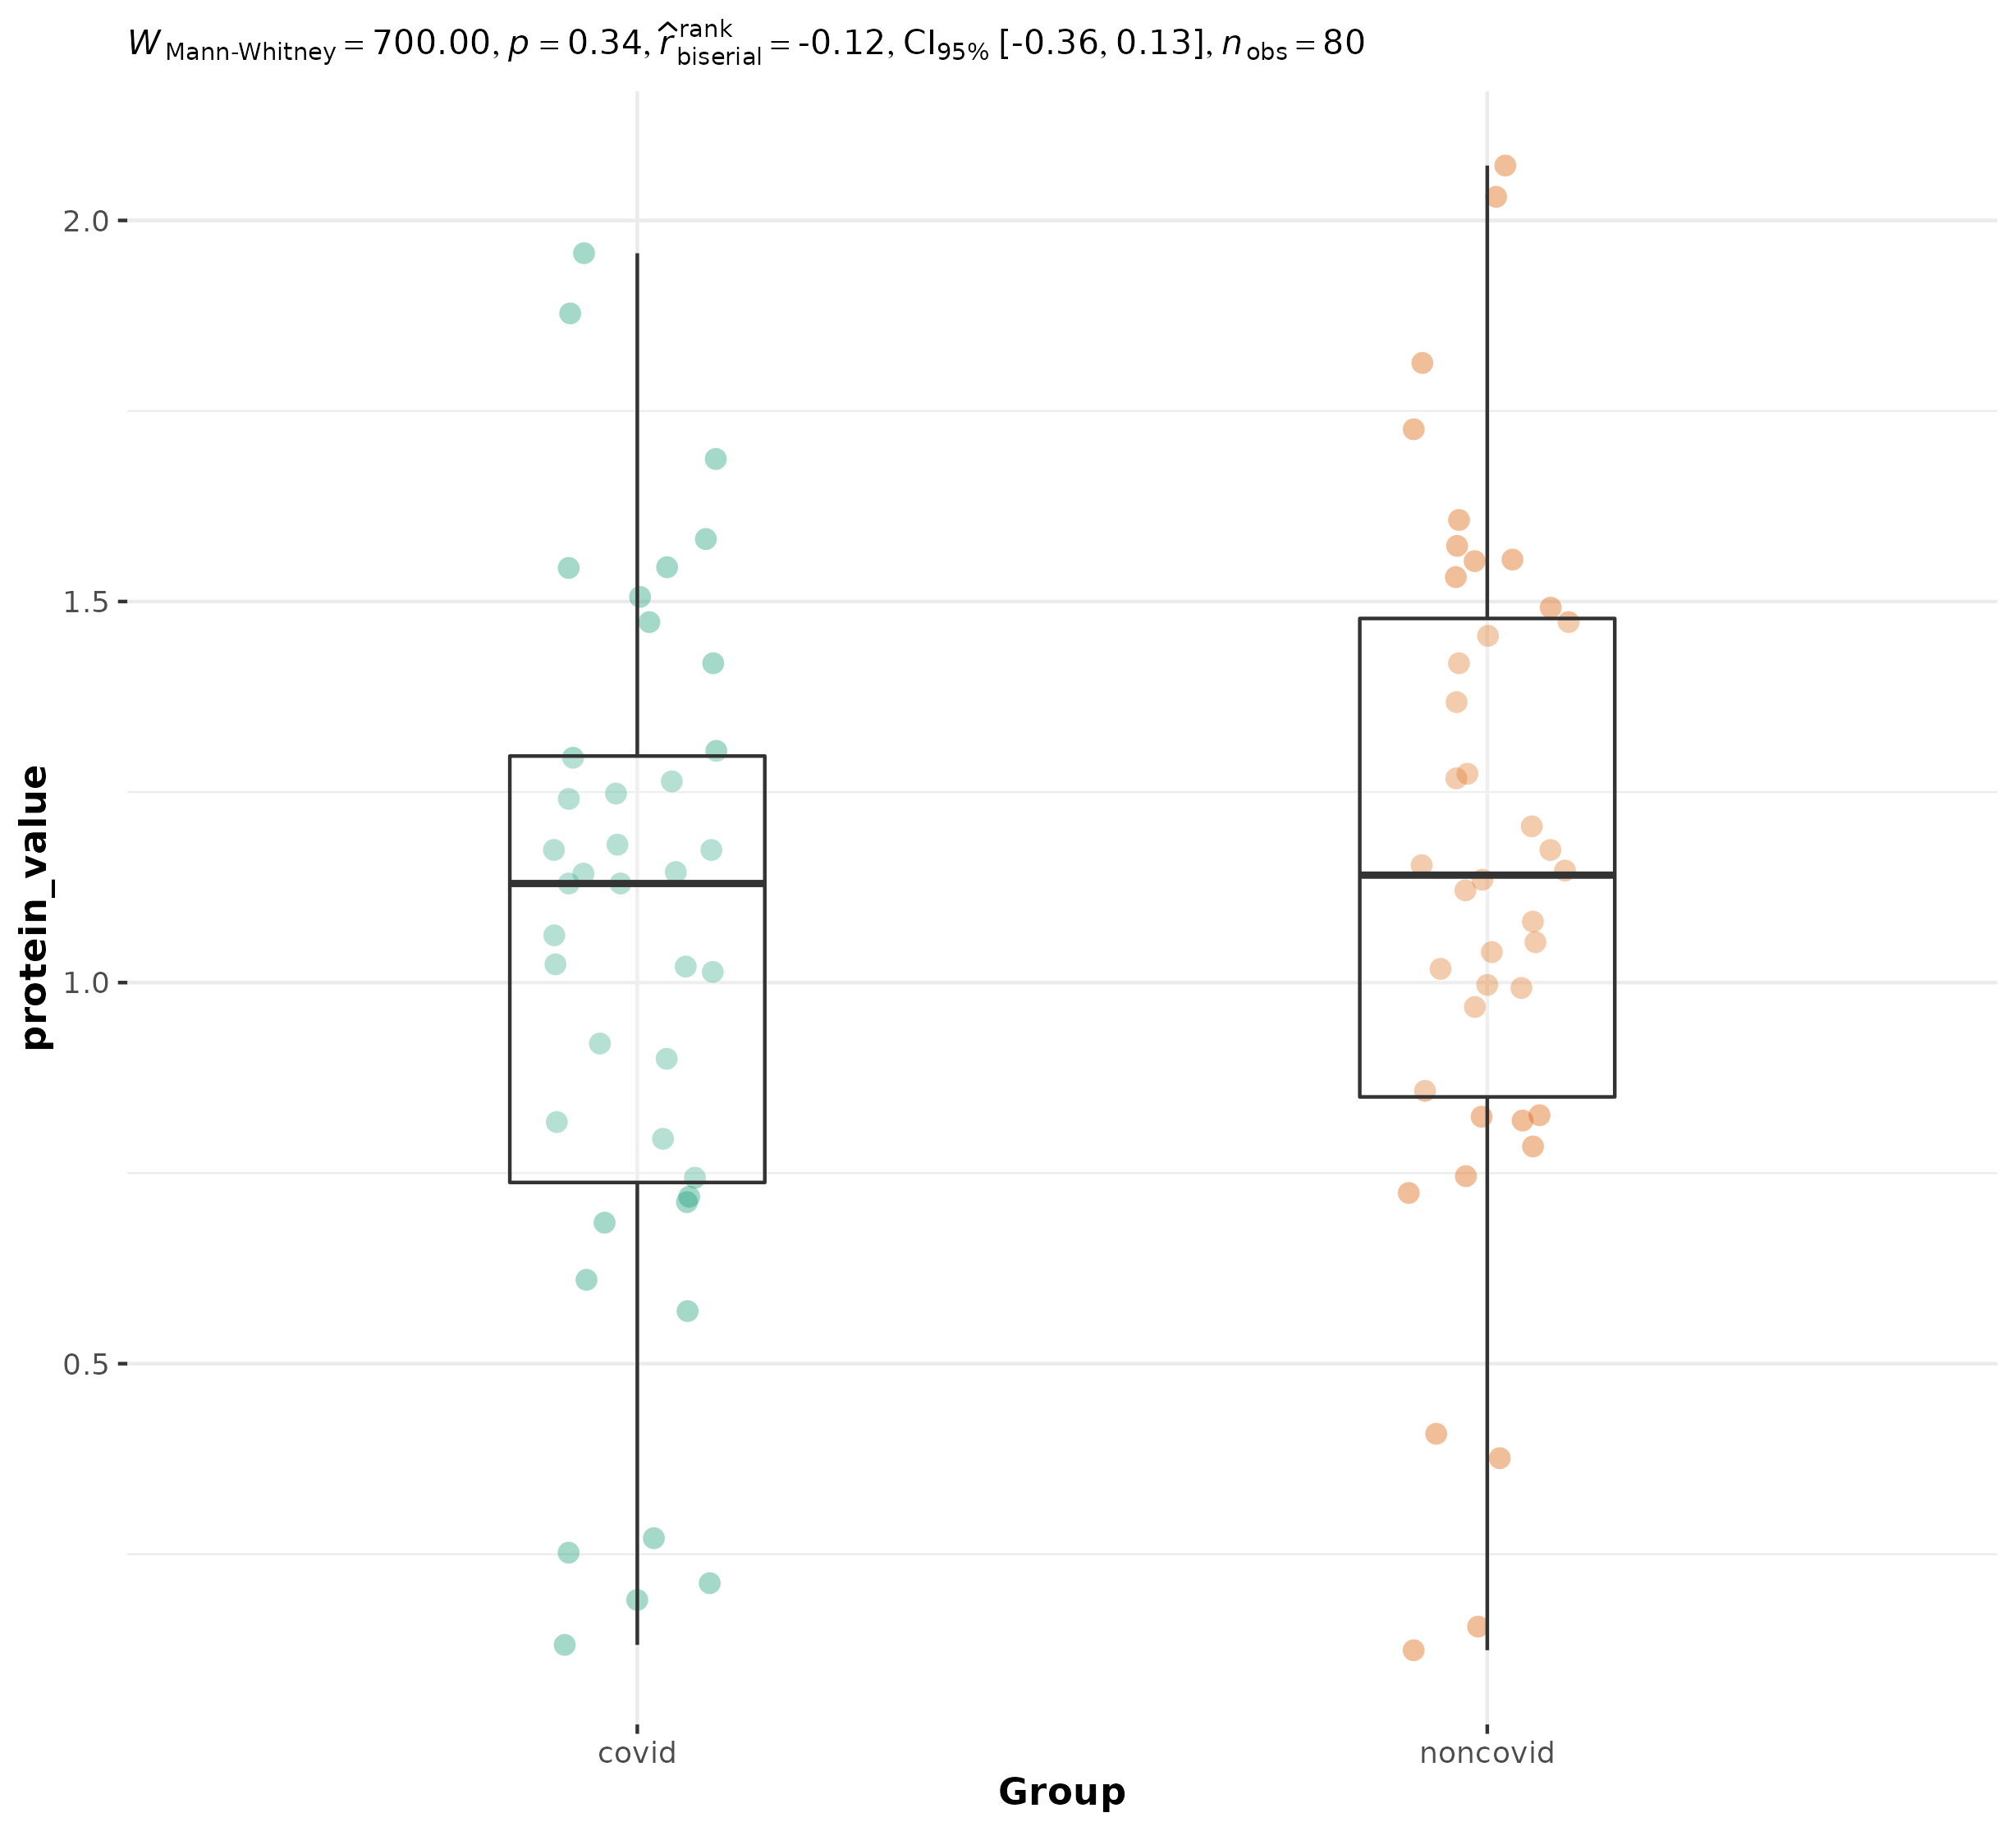 W Mann-Whitney = 700.00, p = 0.34, r̂ rank biserial = -0.12, CI95% [-0.36, 0.13], n obs = 80
protein_value
2.0
1.5
1.0
0.5
covid noncovid
Group